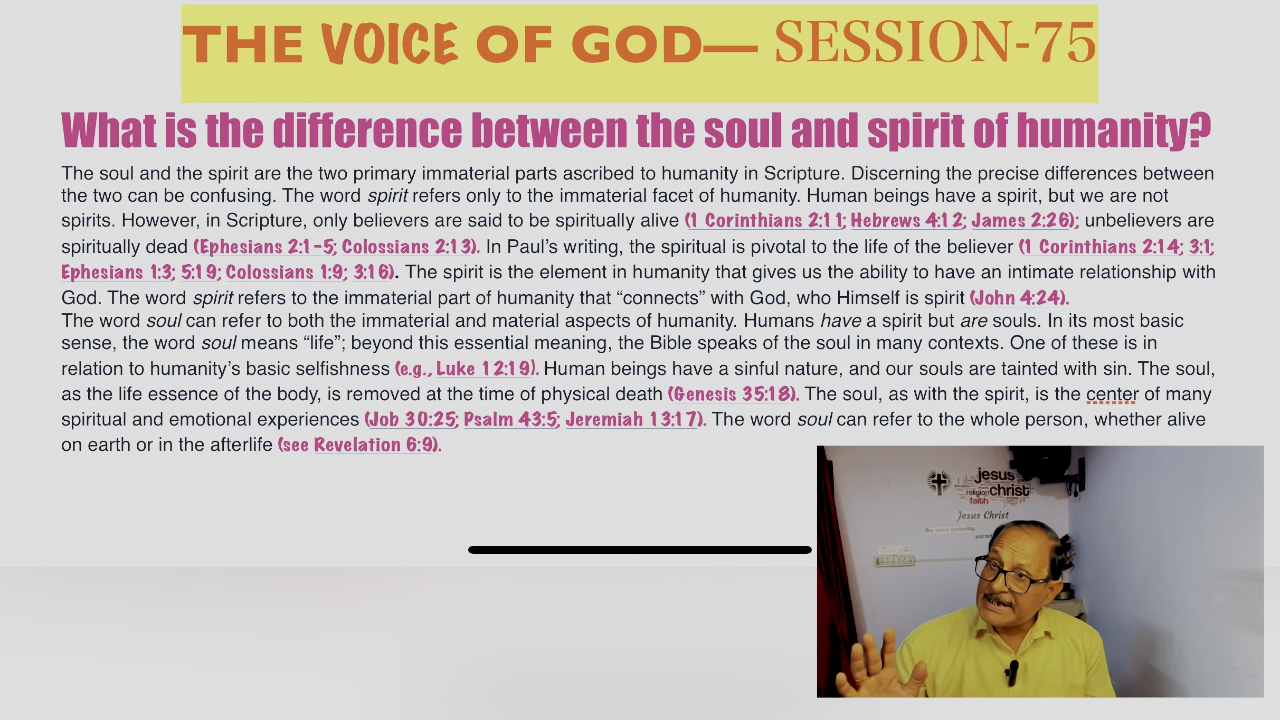 THE VOICE OF GOD— SESSION-75
What is the difference between the soul and spirit of humanity?
The soul and the spirit are the two primary immaterial parts ascribed to humanity in Scripture. Discerning the precise differences between
the two can be confusing. The word spirit refers only to the immaterial facet of humanity. Human beings have a spirit, but we are not
spirits. However, in Scripture, only believers are said to be spiritually alive (1 Corinthians 2:11; Hebrews 4:12; James 2:26); unbelievers are
spiritually dead (Ephesians 2:1-5; Colossians 2:13). In Paul’s writing, the spiritual is pivotal to the life of the believer (1 Corinthians 2:14; 3:1;
Ephesians 1:3; 5:19; Colossians 1:9; 3:16). The spirit is the element in humanity that gives us the ability to have an intimate relationship with
God. The word spirit refers to the immaterial part of humanity that “connects” with God, who Himself is spirit (John 4:24).
The word soul can refer to both the immaterial and material aspects of humanity. Humans have a spirit but are souls. In its most basic
sense, the word soul means “life”; beyond this essential meaning, the Bible speaks of the soul in many contexts. One of these is in
relation to humanity’s basic selfishness (e.g., Luke 12:19). Human beings have a sinful nature, and our souls are tainted with sin. The soul,
as the life essence of the body, is removed at the time of physical death (Genesis 35:18). The soul, as with the spirit, is the center of many
spiritual and emotional experiences (Job 30:25; Psalm 43:5; Jeremiah 13:17). The word soul can refer to the whole person, whether alive
on earth or in the afterlife (see Revelation 6:9).
jesus
religion christ
faith
Jesus Christ